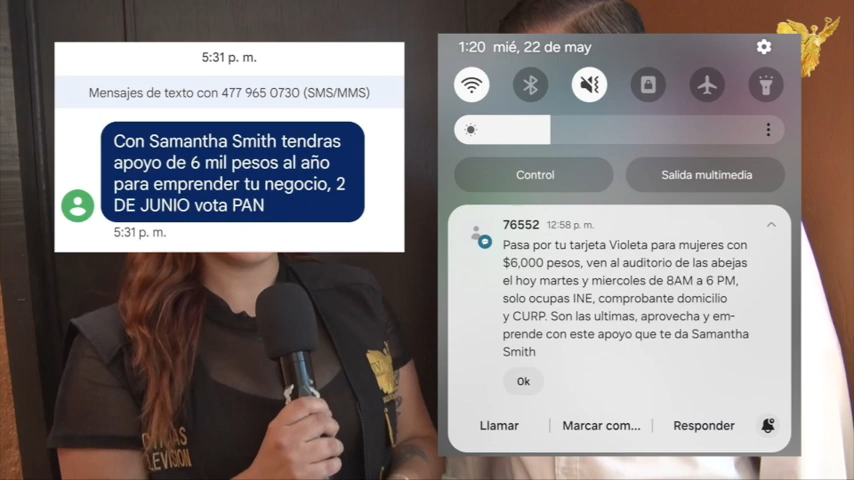 5:31 p. m.
Mensajes de texto con 477 965 0730 (SMS/MMS)
Con Samantha Smith tendras
apoyo de 6 mil pesos al año
para emprender tu negocio, 2
DE JUNIO vota PAN
5:31 p. m.
1:20 mié, 22 de may
Control
Salida multimedia
76552 12:58 p. m.
Pasa por tu tarjeta Violeta para mujeres con
$6,000 pesos, ven al auditorio de las abejas
el hoy martes y miercoles de 8AM a 6 PM,
solo ocupas INE, comprobante domicilio
y CURP. Son las ultimas, aprovecha y em-
prende con este apoyo que te da Samantha
Smith
Ok
Llamar
Marcar com...
Responder